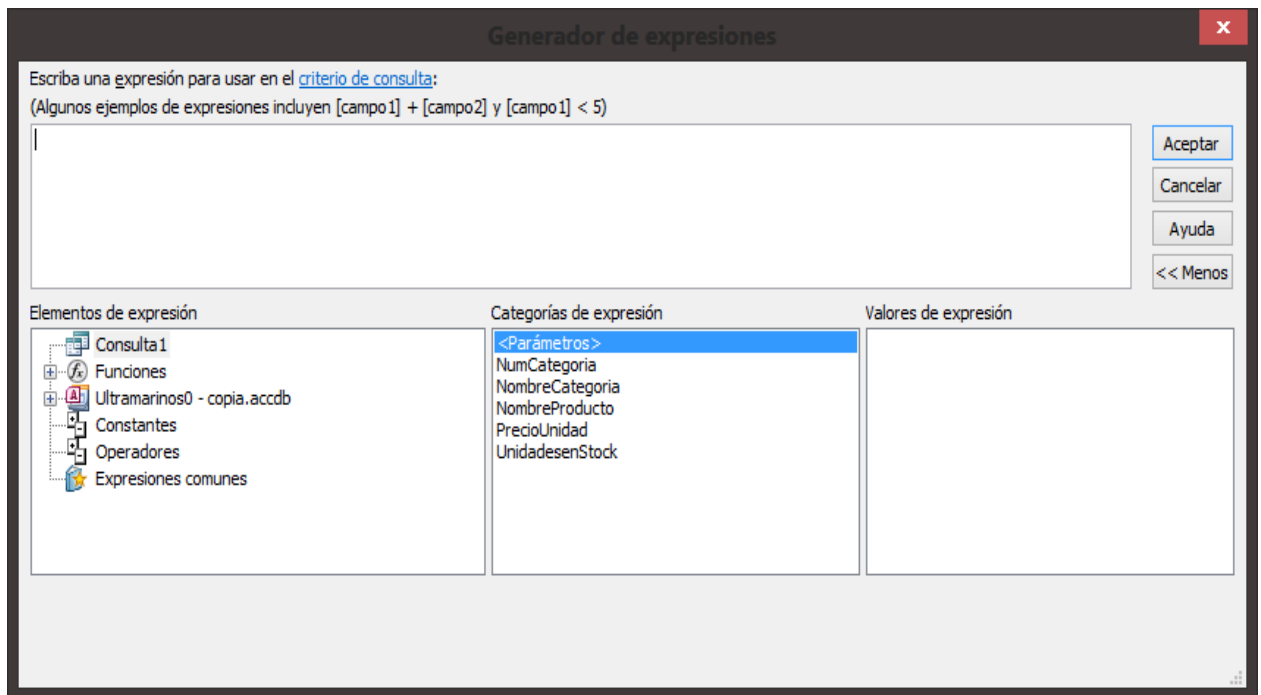 Generador de expresiones
x
Escriba una expresión para usar en el criterio de consulta:
(Algunos ejemplos de expresiones incluyen [campo1] + [campo2] y [campo1] < 5)
Aceptar
Cancelar
Ayuda
<< Menos
Elementos de expresión
Consulta1
Funciones
Ultramarinos0 - copia.accdb
Constantes
Operadores
Expresiones comunes
Categorías de expresión
<Parámetros>
NumCategoria
NombreCategoria
NombreProducto
PrecioUnidad
UnidadesenStock
Valores de expresión